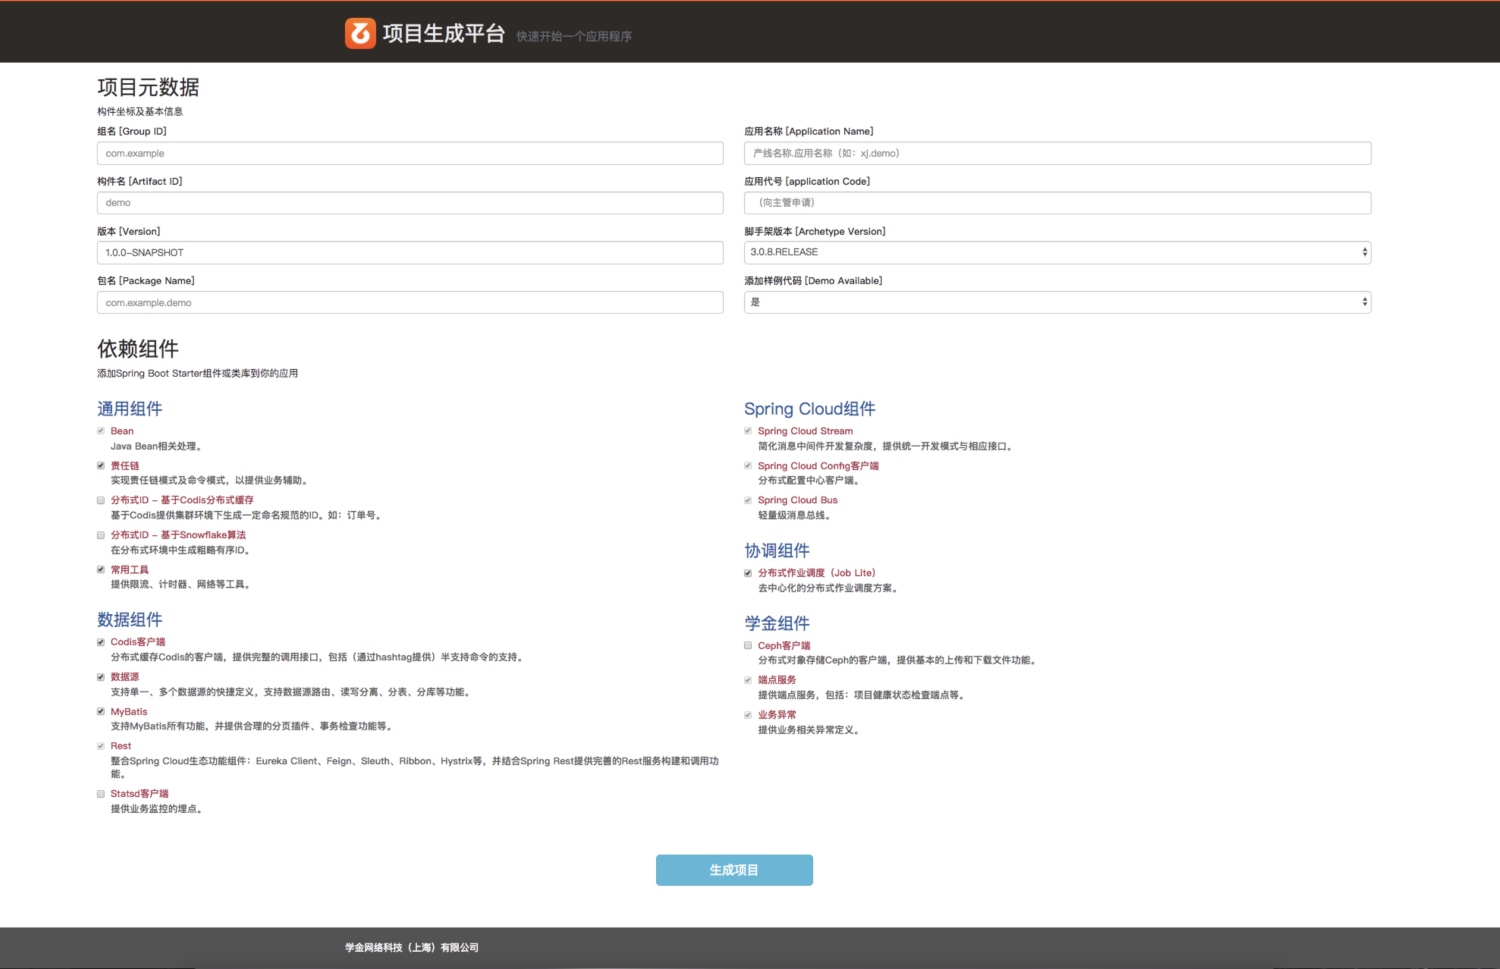 项目生成平台 快速开始一个应用程序
项目元数据
构件坐标及基本信息
组名 [Group ID]
com.example
构件名 [Artifact ID]
demo
版本 [Version]
1.0.0-SNAPSHOT
包名 [Package Name]
com.example.demo
应用名称 [Application Name]
产线名称.应用名称（如：xj.demo）
应用代号 [application Code]
（向主管申请）
脚手架版本 [Archetype Version]
3.0.8.RELEASE
添加样例代码 [Demo Available]
是
依赖组件
添加Spring Boot Starter组件或类库到你的应用
通用组件
Bean
Java Bean相关处理。
责任链
实现责任链模式及命令模式，以提供业务辅助。
分布式ID - 基于Codis分布式缓存
基于Codis提供集群环境下生成一定命名规范的ID。如：订单号。
分布式ID - 基于Snowflake算法
在分布式环境中生成粗略有序ID。
常用工具
提供限流、计时器、网络等工具。
数据组件
Codis客户端
分布式缓存Codis的客户端，提供完整的调用接口，包括（通过hashtag提供）半支持命令的支持。
数据源
支持单一、多个数据源的快捷定义，支持数据源路由、读写分离、分表、分库等功能。
MyBatis
支持MyBatis所有功能，并提供合理的分页插件、事务检查功能等。
Rest
整合Spring Cloud生态功能组件：Eureka Client、Feign、Sleuth、Ribbon、Hystrix等，并结合Spring Rest提供完善的Rest服务构建和调用功
能。
Statsd客户端
提供业务监控的埋点。
Spring Cloud组件
Spring Cloud Stream
简化消息中间件开发复杂度，提供统一开发模式与相应接口。
Spring Cloud Config客户端
分布式配置中心客户端。
Spring Cloud Bus
轻量级消息总线。
协调组件
分布式作业调度（Job Lite）
去中心化的分布式作业调度方案。
学金组件
Ceph客户端
分布式对象存储Ceph的客户端，提供基本的上传和下载文件功能。
端点服务
提供端点服务，包括：项目健康状态检查端点等。
业务异常
提供业务相关异常定义。
生成项目
学金网络科技（上海）有限公司